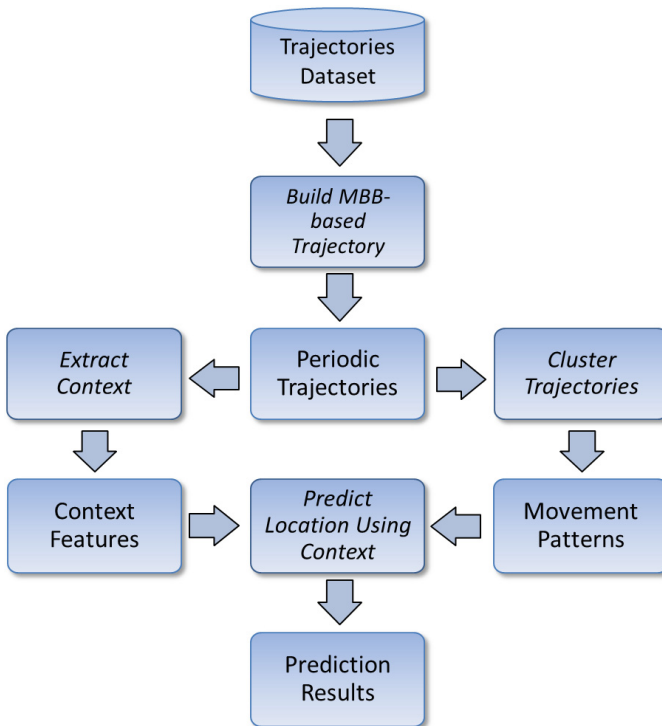 Trajectories
Dataset
Build MBB-
based
Trajectory
Extract
Context
Periodic
Trajectories
Cluster
Trajectories
Context
Features
Predict
Location Using
Context
Movement
Patterns
Prediction
Results